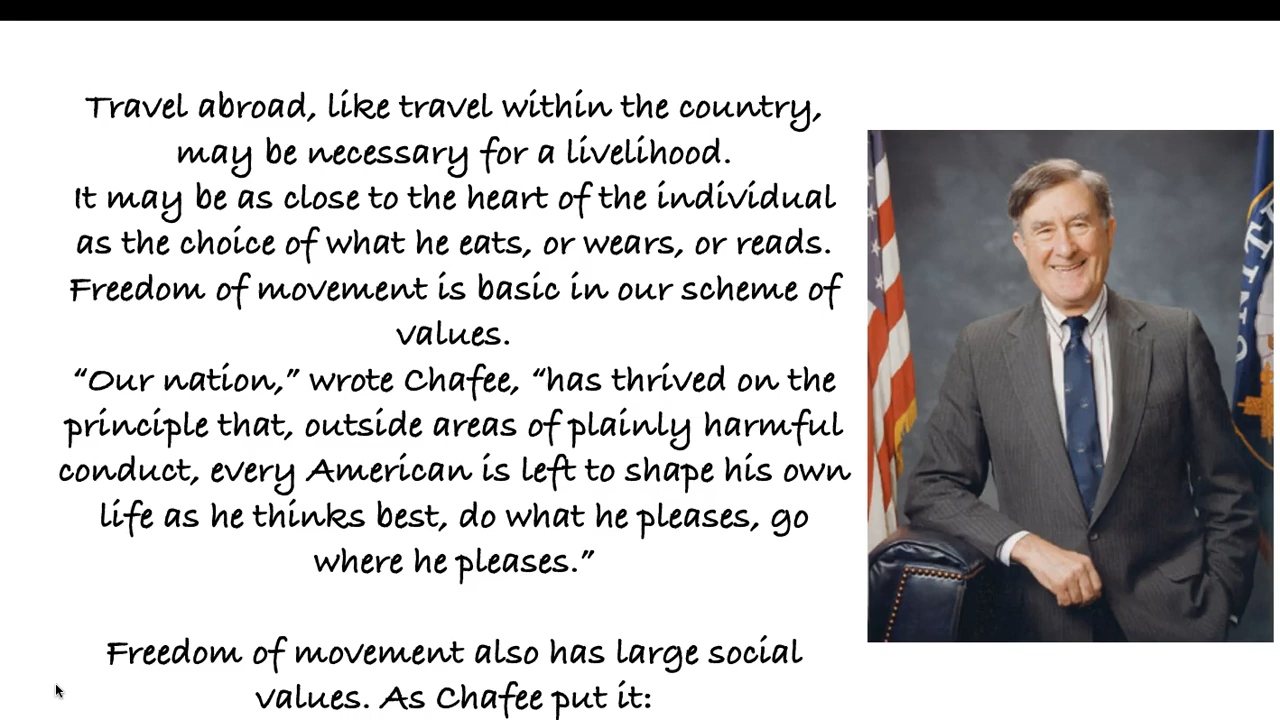 Travel abroad, like travel within the country,
may be necessary for a livelihood.
It may be as close to the heart of the individual
as the choice of what he eats, or wears, or reads.
Freedom of movement is basic in our scheme of
values.
“Our nation,” wrote Chafee, “has thrived on the
principle that, outside areas of plainly harmful
conduct, every American is left to shape his own
life as he thinks best, do what he pleases, go
where he pleases.”
Freedom of movement also has large social
values. As Chafee put it: